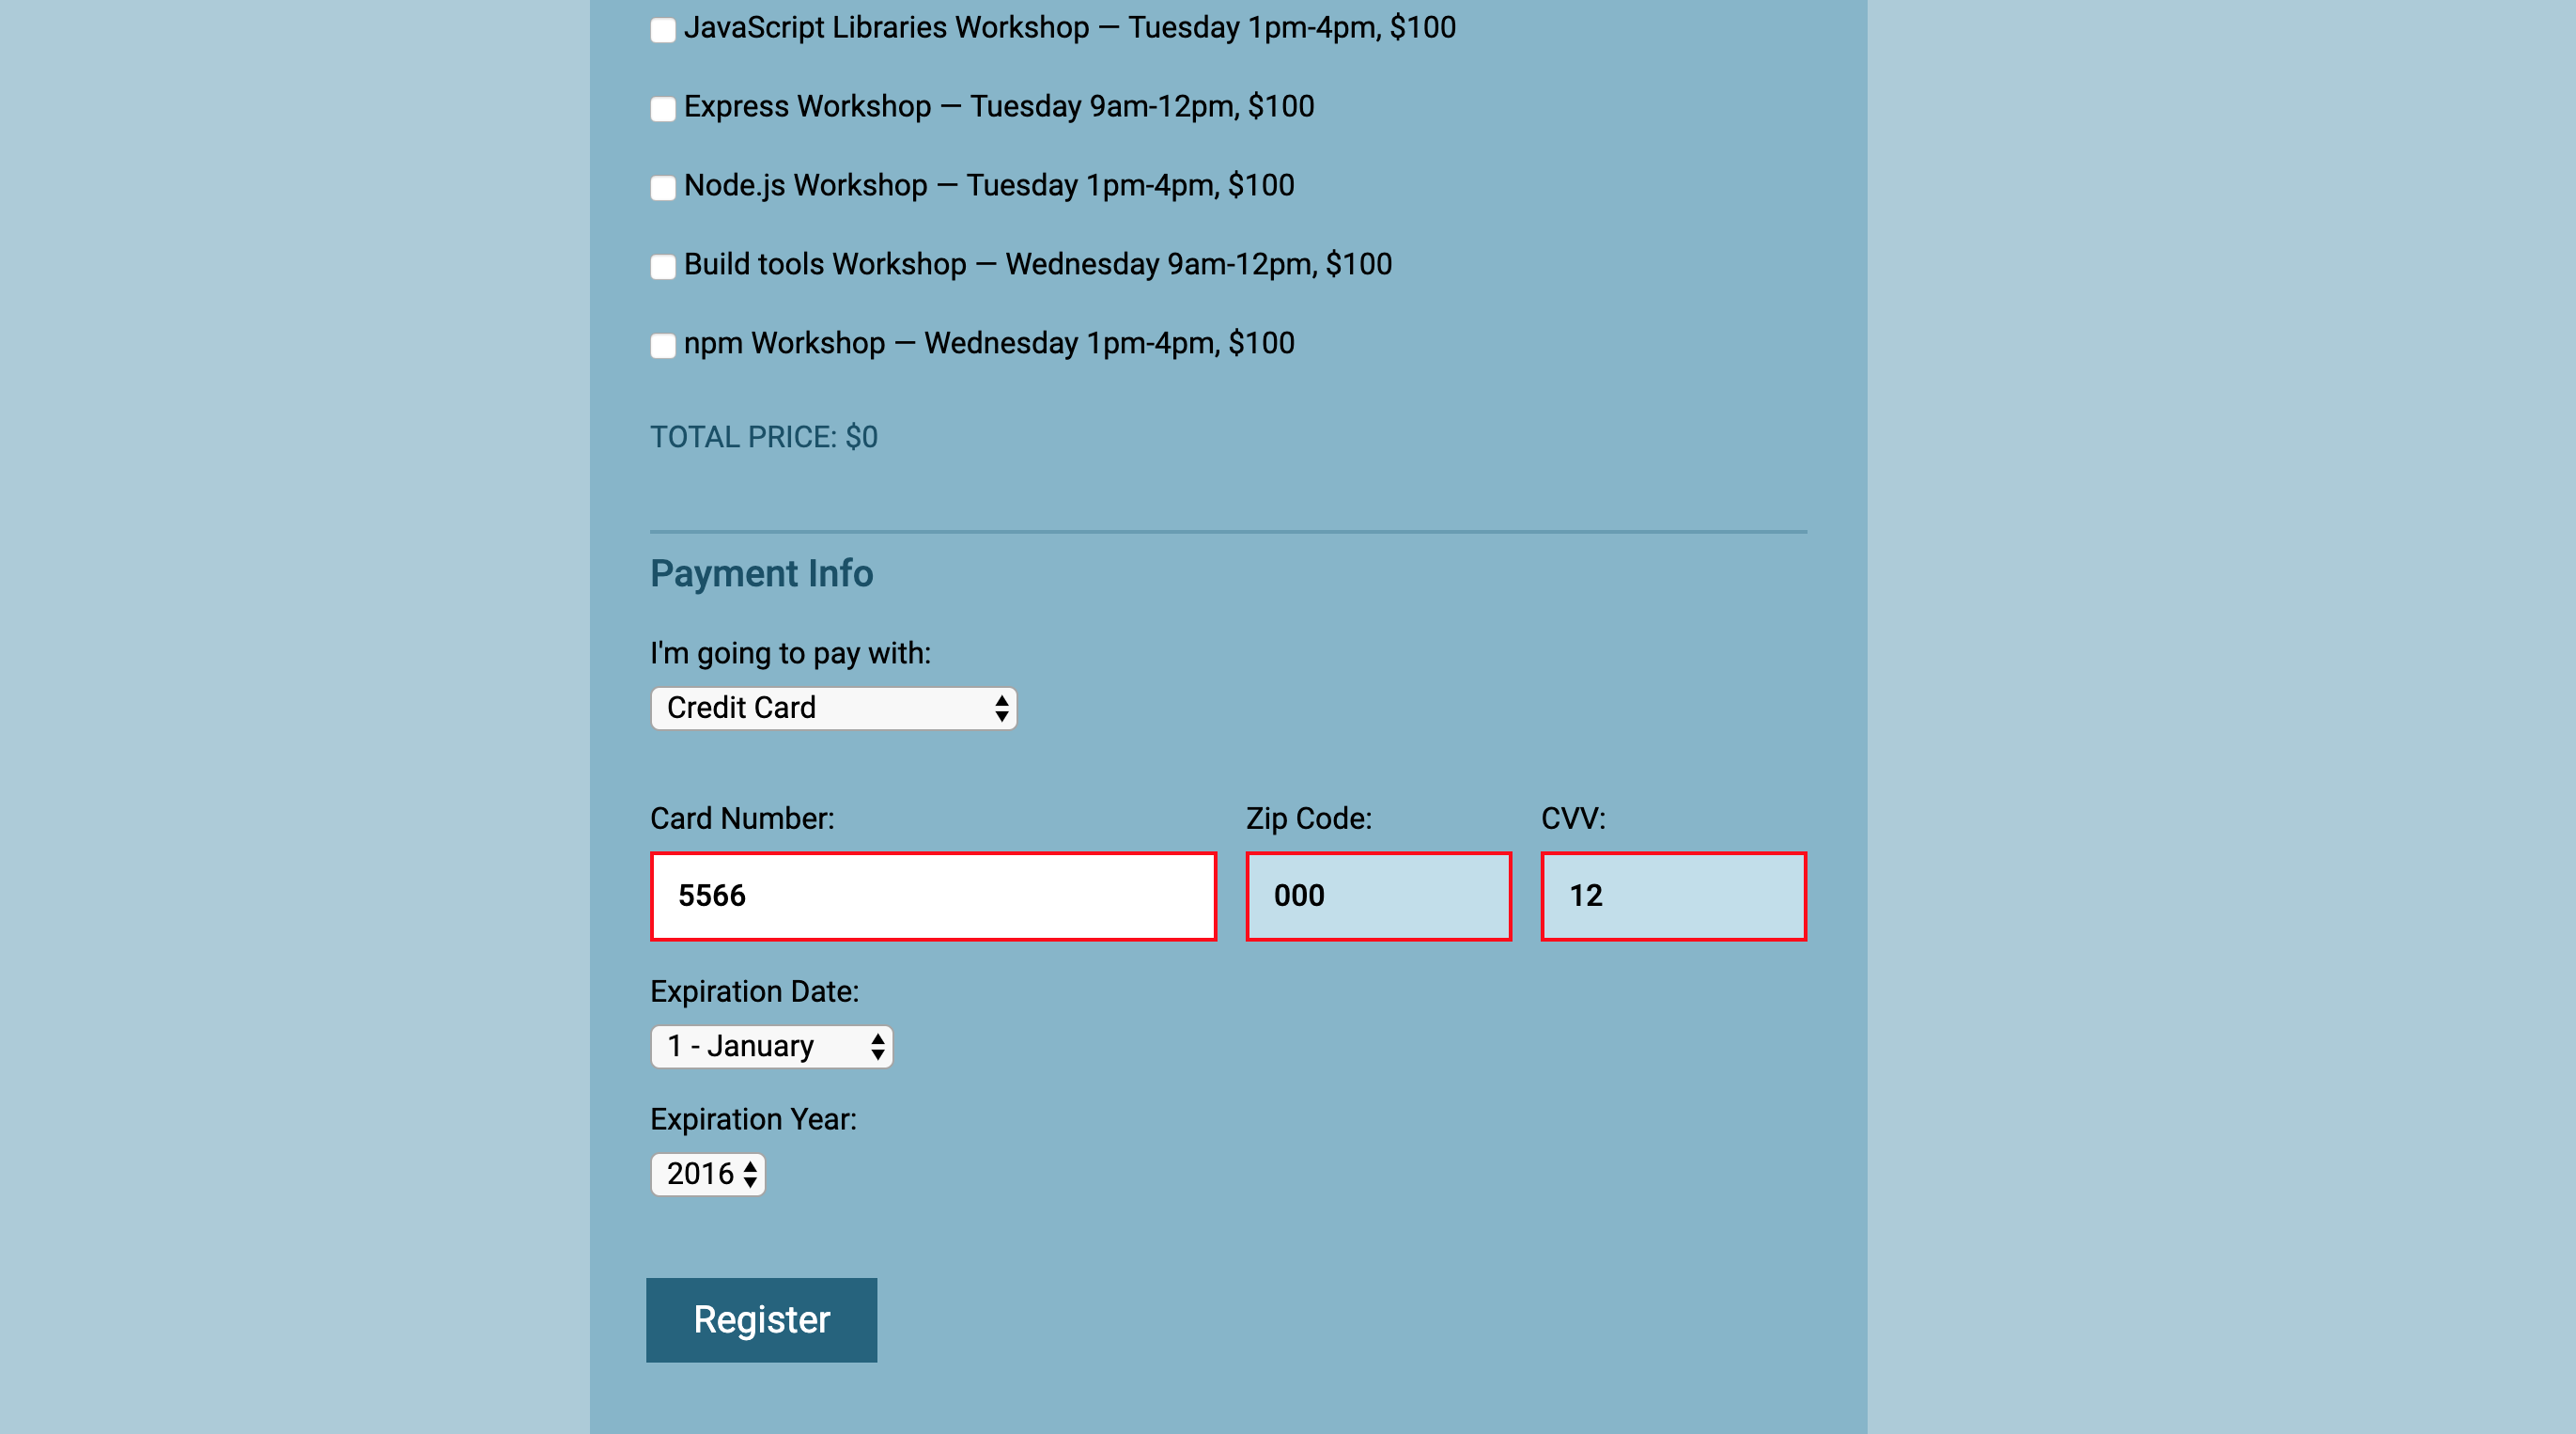 JavaScript Libraries Workshop — Tuesday 1pm-4pm, $100
Express Workshop — Tuesday 9am-12pm, $100
Node.js Workshop — Tuesday 1pm-4pm, $100
Build tools Workshop — Wednesday 9am-12pm, $100
npm Workshop — Wednesday 1pm-4pm, $100
TOTAL PRICE: $0
Payment Info
I'm going to pay with:
Credit Card
Card Number: Zip Code: CVV:
5566 000 12
Expiration Date:
1 - January
Expiration Year:
2016
Register